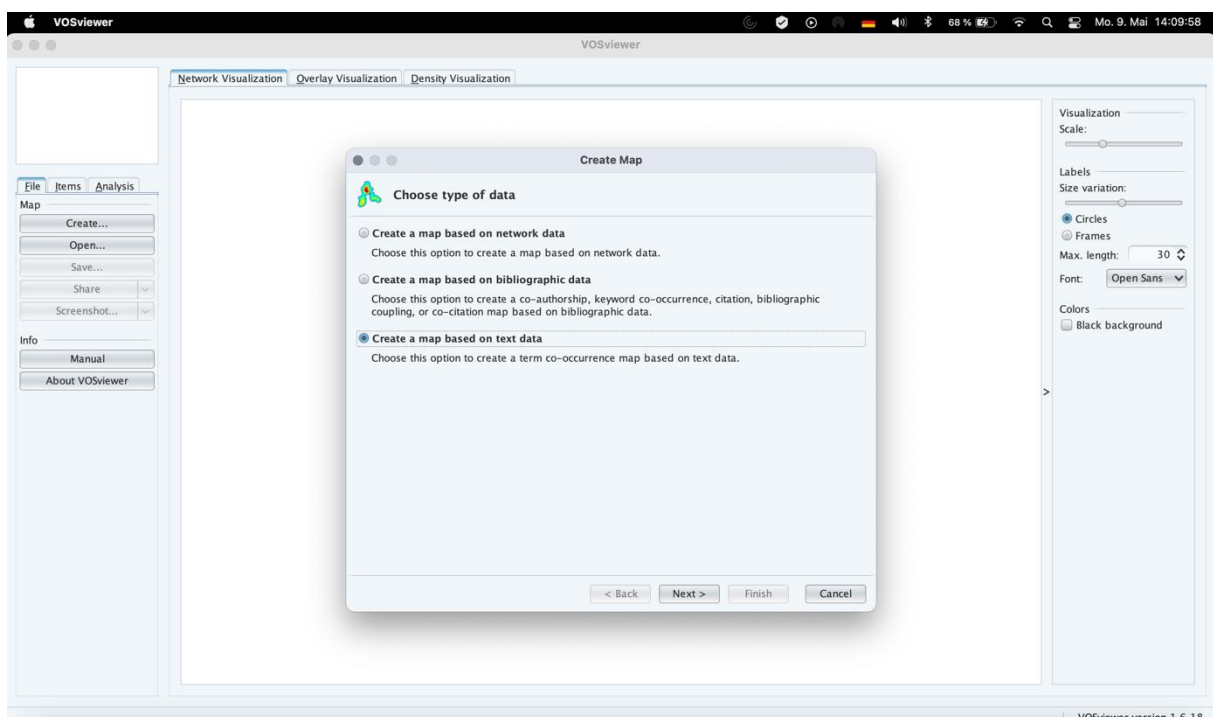 VOSviewer
68 %
Mo. 9. Mai 14:09:58
VOSviewer
Network Visualization Overlay Visualization Density Visualization
File Items Analysis
Map
Create...
Open...
Save...
Share
Screenshot...
Info
Manual
About VOSviewer
Create Map
Choose type of data
Create a map based on network data
Choose this option to create a map based on network data.
Create a map based on bibliographic data
Choose this option to create a co-authorship, keyword co-occurrence, citation, bibliographic
coupling, or co-citation map based on bibliographic data.
Create a map based on text data
Choose this option to create a term co-occurrence map based on text data.
< Back Next > Finish Cancel
>
Visualization
Scale:
Labels
Size variation:
Circles
Frames
Max. length: 30
Font: Open Sans
Colors
Black background
VOSviewer version 1.6.18